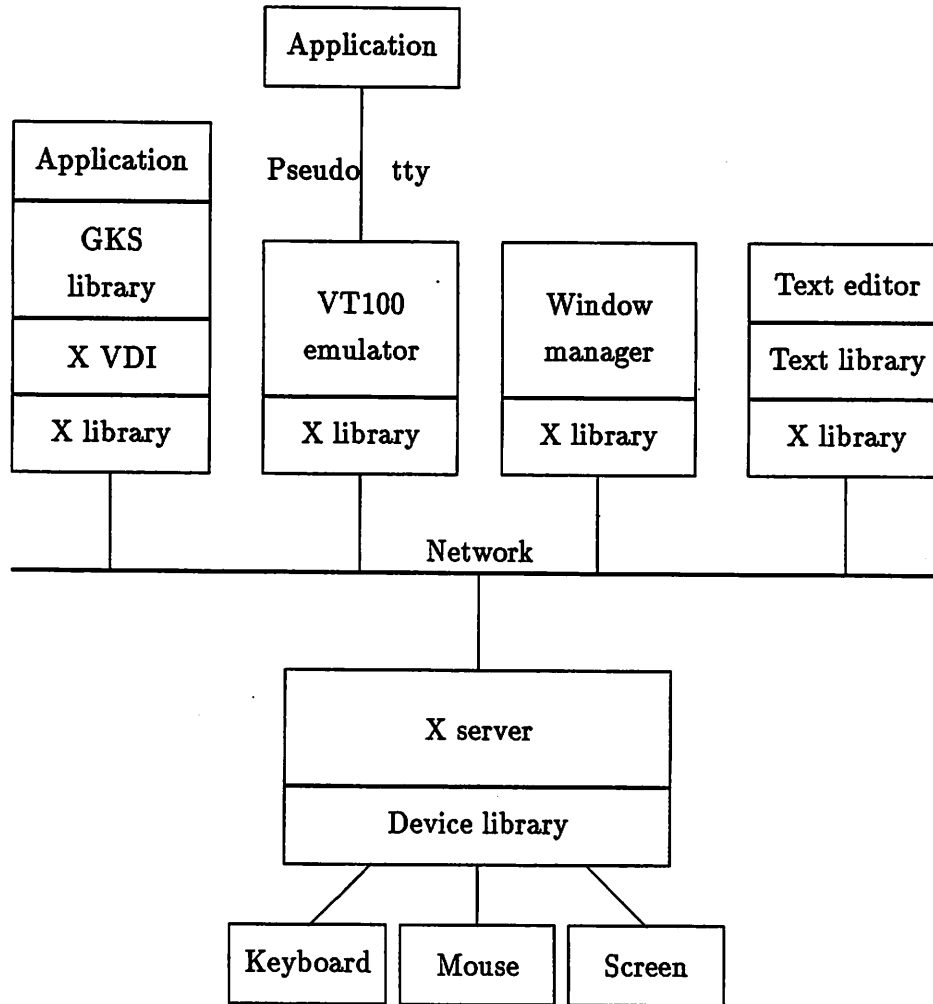 Application
Pseudo tty
Application
GKS
library
X VDI
X library
VT100
emulator
X library
Window
manager
X library
Text editor
Text library
X library
Network
X server
Device library
Keyboard
Mouse
Screen